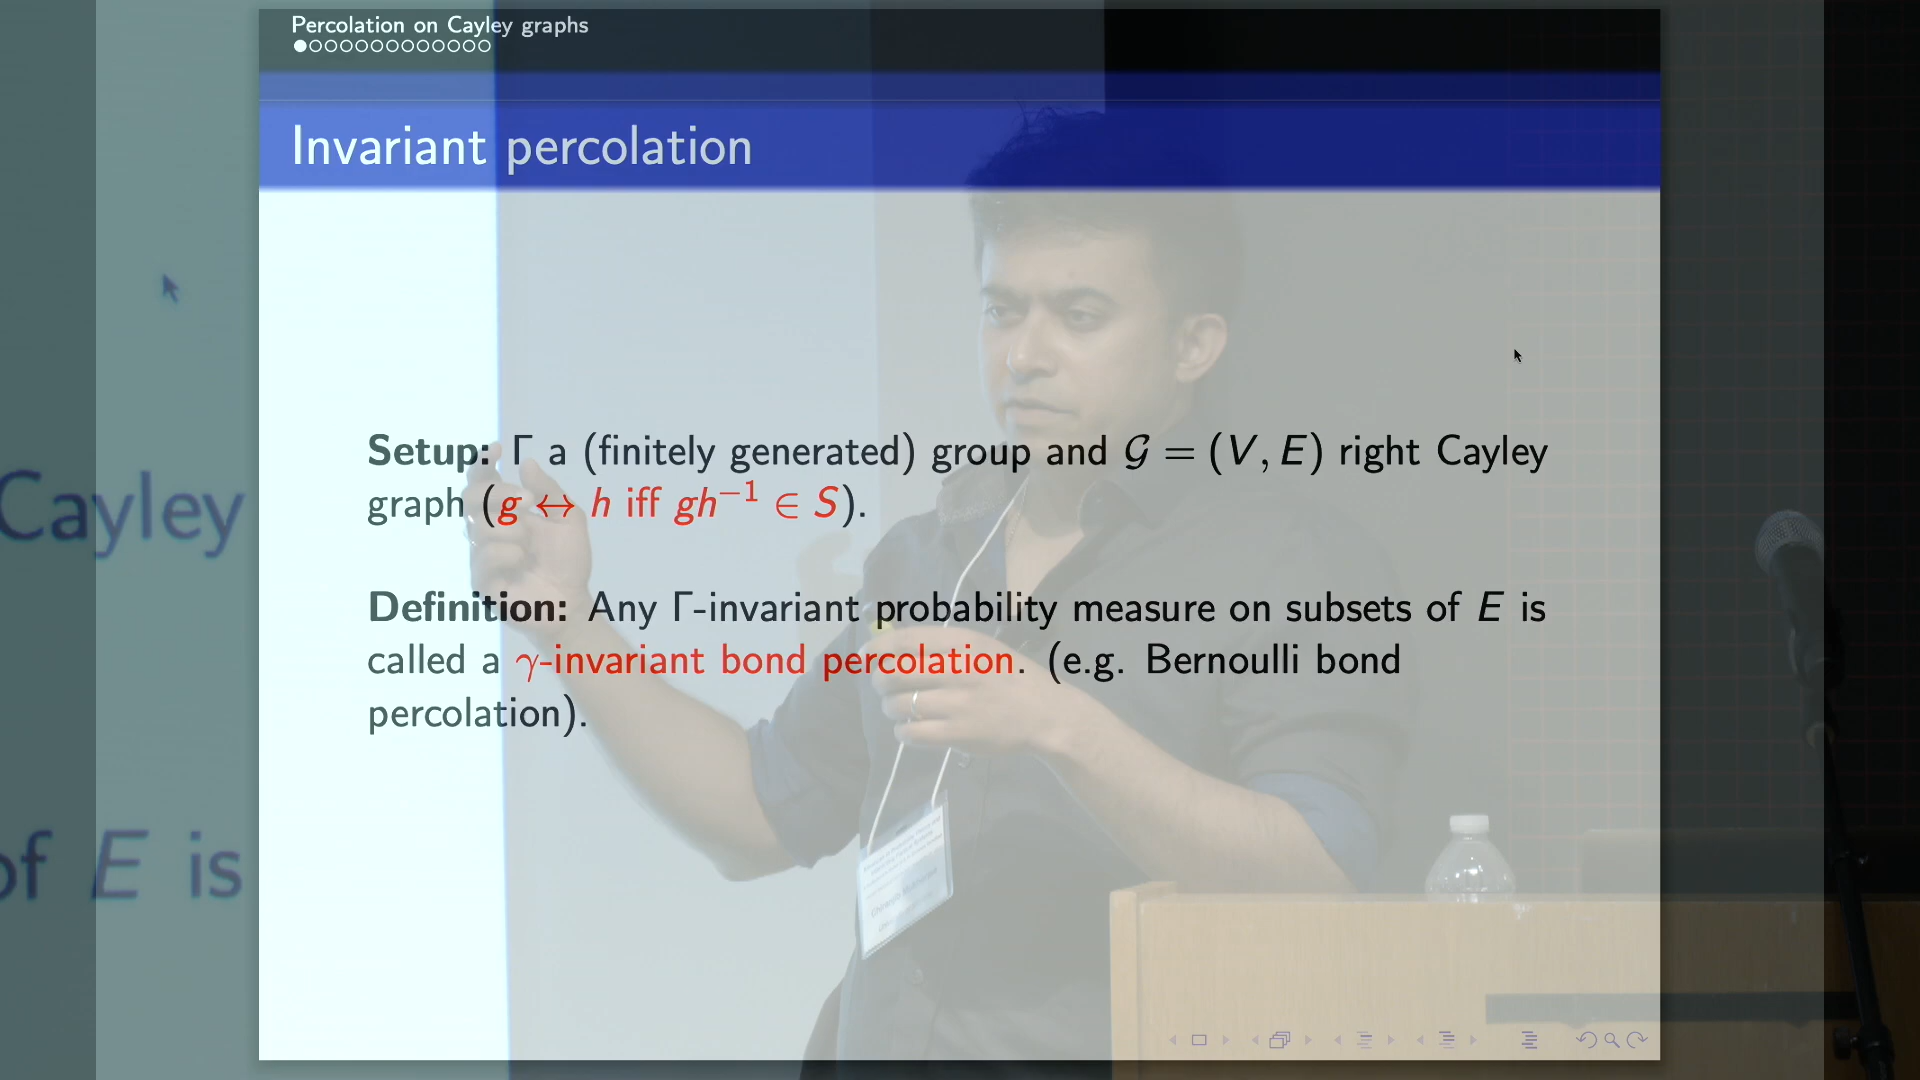 Percolation on Cayley graphs
Invariant percolation
Setup: Γ a (finitely generated) group and 𝒢 = (V, E) right Cayley
graph (g ↔ h iff gh⁻¹ ∈ S).
Definition: Any Γ-invariant probability measure on subsets of E is
called a γ-invariant bond percolation. (e.g. Bernoulli bond
percolation).
Cayley
of E is